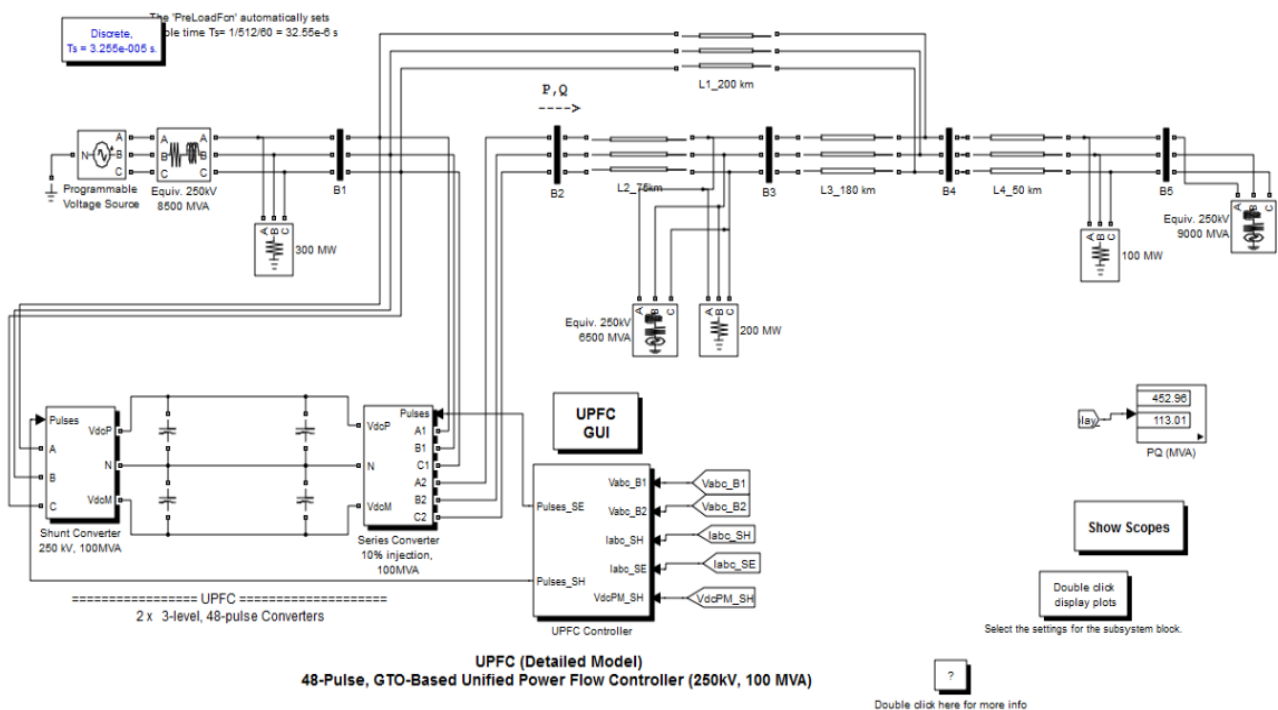 The 'PreLoadFcn' automatically sets
ple time Ts= 1/512/60 = 32.55e-6 s
Discrete,
Ts = 3.255e-005 s.
L1_200 km
P,Q
---->
N
A
B
C
Programmable
Voltage Source
A
B
C
A
B
C
Equiv. 250kV
8500 MVA
B1
B2
L2_75km
B3
L3_180 km
B4
L4_50 km
B5
A B C
300 MW
A B C
Equiv. 250kV
6500 MVA
A B C
200 MW
A B C
100 MW
A B C
Equiv. 250kV
9000 MVA
Pulses
A
B
C
VdcP
N
VdcM
Shunt Converter
250 kV, 100MVA
VdcP
N
VdcM
Pulses
A1
B1
C1
A2
B2
C2
Series Converter
10% injection,
100MVA
================= UPFC ====================
2 x 3-level, 48-pulse Converters
UPFC
GUI
Pulses_SE
Pulses_SH
Vabc_B1
Vabc_B2
Iabc_SH
Iabc_SE
VdcPM_SH
Vabc_B1
Vabc_B2
Iabc_SH
Iabc_SE
VdcPM_SH
UPFC Controller
lay
452.96
113.01
PQ (MVA)
Show Scopes
Double click
display plots
Select the settings for the subsystem block.
UPFC (Detailed Model)
48-Pulse, GTO-Based Unified Power Flow Controller (250kV, 100 MVA)
?
Double click here for more info